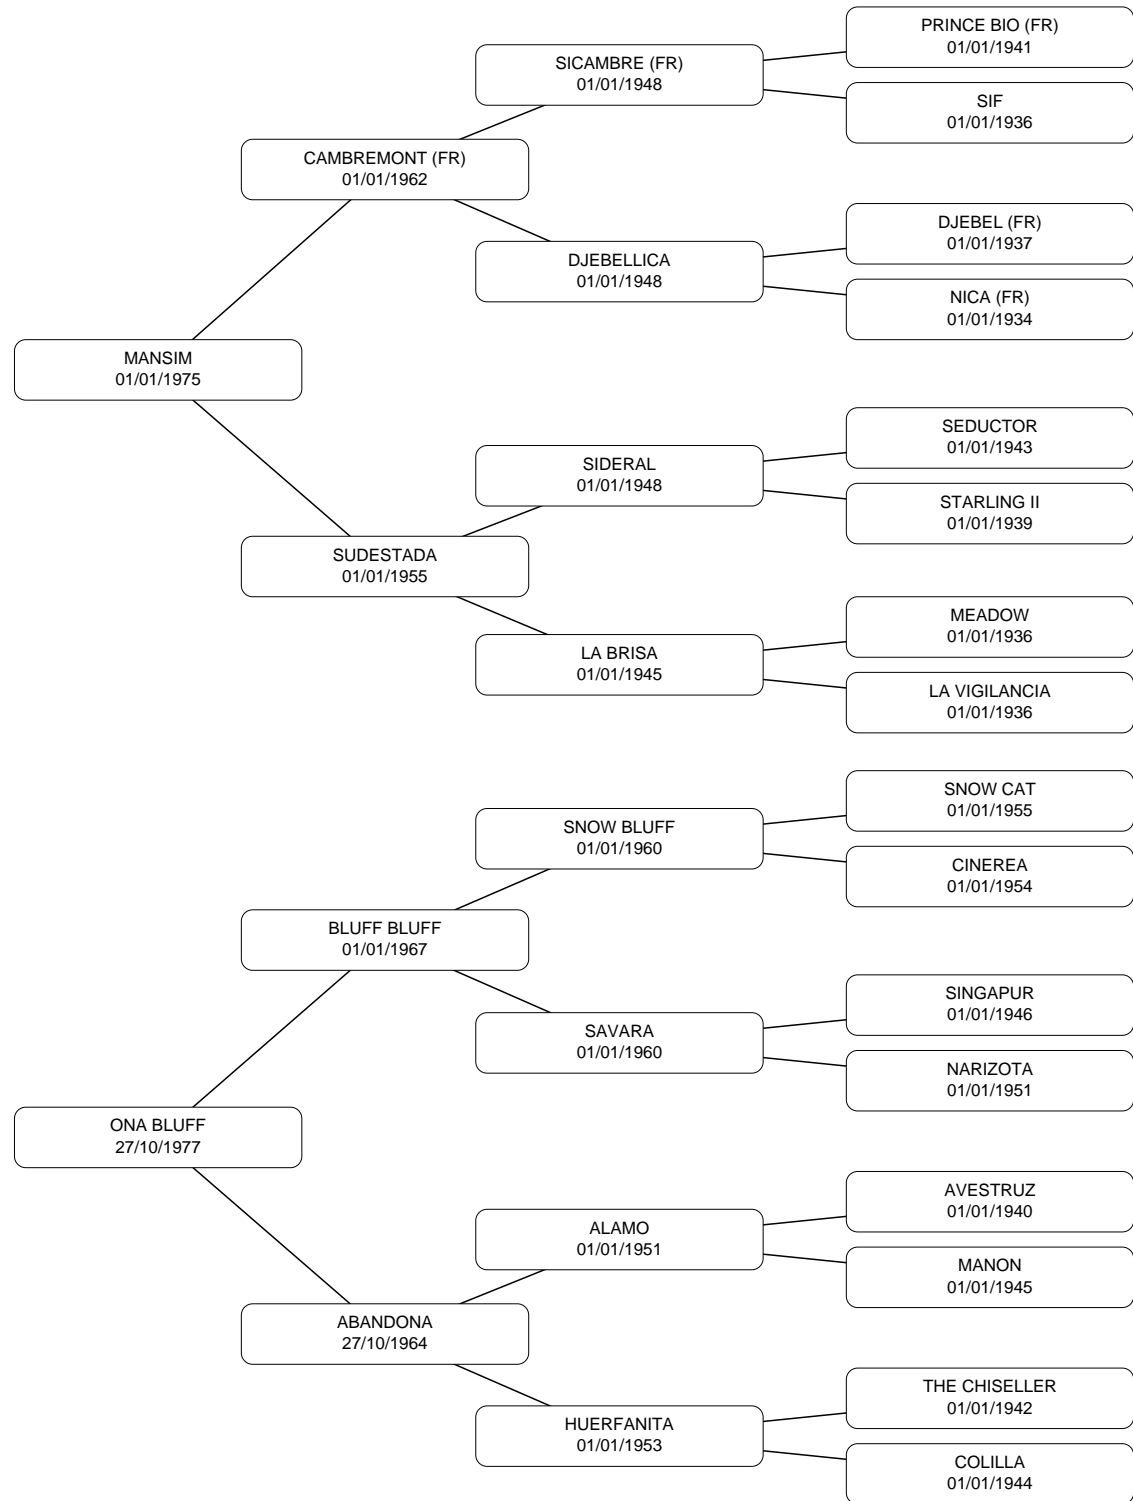 PRINCE BIO (FR)
01/01/1941
SICAMBRE (FR)
01/01/1948
SIF
01/01/1936
CAMBREMONT (FR)
01/01/1962
DJEBEL (FR)
01/01/1937
DJEBELLICA
01/01/1948
NICA (FR)
01/01/1934
MANSIM
01/01/1975
SEDUCTOR
01/01/1943
SIDERAL
01/01/1948
STARLING II
01/01/1939
SUDESTADA
01/01/1955
MEADOW
01/01/1936
LA BRISA
01/01/1945
LA VIGILANCIA
01/01/1936
SNOW CAT
01/01/1955
SNOW BLUFF
01/01/1960
CINEREA
01/01/1954
BLUFF BLUFF
01/01/1967
SINGAPUR
01/01/1946
SAVARA
01/01/1960
NARIZOTA
01/01/1951
ONA BLUFF
27/10/1977
AVESTRUZ
01/01/1940
ALAMO
01/01/1951
MANON
01/01/1945
ABANDONA
27/10/1964
THE CHISELLER
01/01/1942
HUERFANITA
01/01/1953
COLILLA
01/01/1944